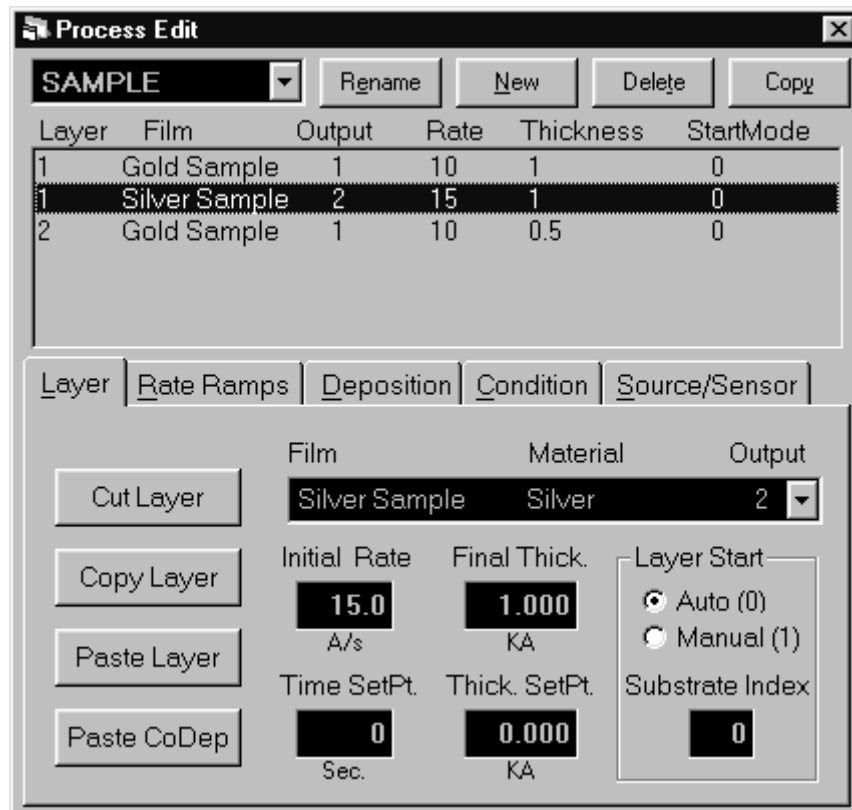 Process Edit
SAMPLE Rename New Delete Copy
Layer Film Output Rate Thickness StartMode
1 Gold Sample 1 10 1 0
1 Silver Sample 2 15 1 0
2 Gold Sample 1 10 0.5 0
Layer Rate Ramps Deposition Condition Source/Sensor
Film Material Output
Cut Layer Silver Sample Silver 2
Initial Rate Final Thick. Layer Start
Copy Layer 15.0 1.000 Auto (0)
A/s KA Manual (1)
Paste Layer
Time SetPt. Thick. SetPt. Substrate Index
Paste CoDep 0 0.000 0
Sec. KA